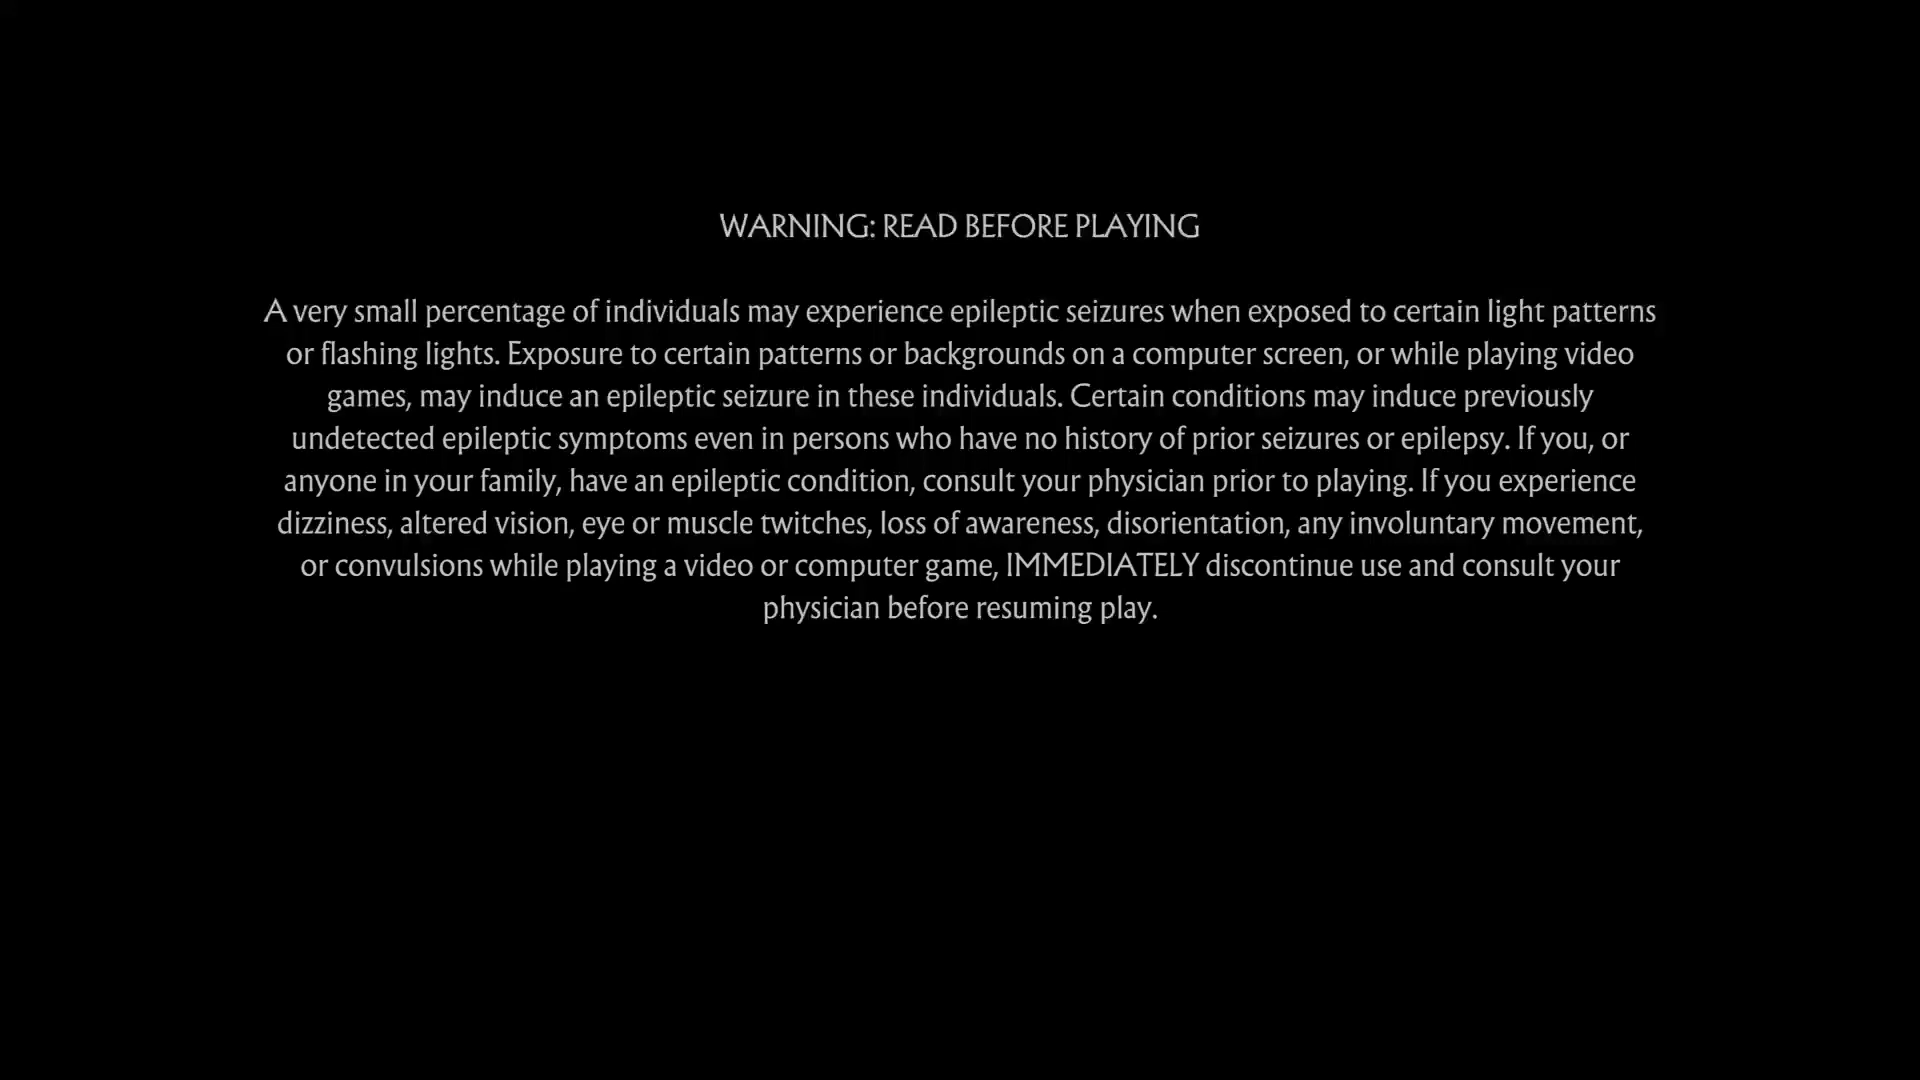 WARNING: READ BEFORE PLAYING
A very small percentage of individuals may experience epileptic seizures when exposed to certain light patterns
or flashing lights. Exposure to certain patterns or backgrounds on a computer screen, or while playing video
games, may induce an epileptic seizure in these individuals. Certain conditions may induce previously
undetected epileptic symptoms even in persons who have no history of prior seizures or epilepsy. If you, or
anyone in your family, have an epileptic condition, consult your physician prior to playing. If you experience
dizziness, altered vision, eye or muscle twitches, loss of awareness, disorientation, any involuntary movement,
or convulsions while playing a video or computer game, IMMEDIATELY discontinue use and consult your
physician before resuming play.